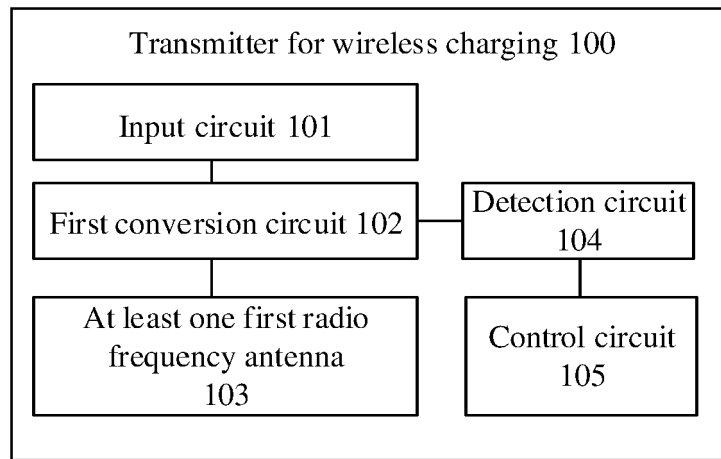 Transmitter for wireless charging 100
Input circuit 101
First conversion circuit 102
Detection circuit
104
At least one first radio
frequency antenna
103
Control circuit
105